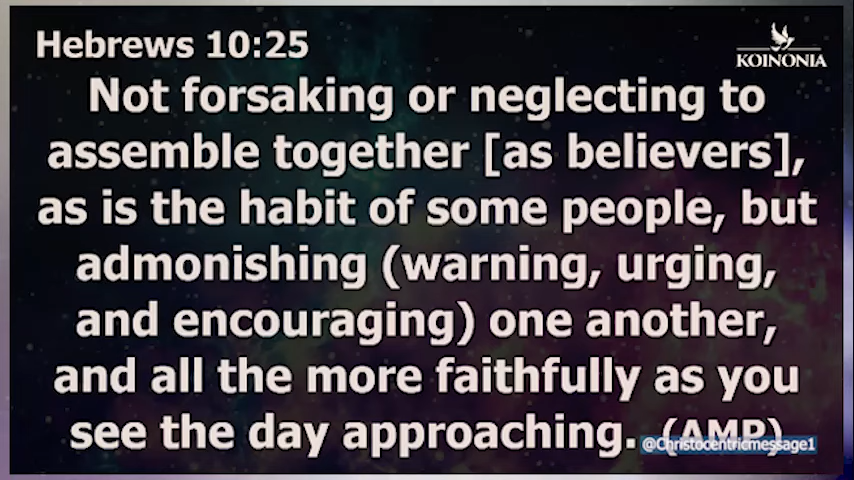 Hebrews 10:25
KOINONIA
Not forsaking or neglecting to
assemble together [as believers],
as is the habit of some people, but
admonishing (warning, urging,
and encouraging) one another,
and all the more faithfully as you
see the day approaching. (AMP)
@Christocentricmessage1